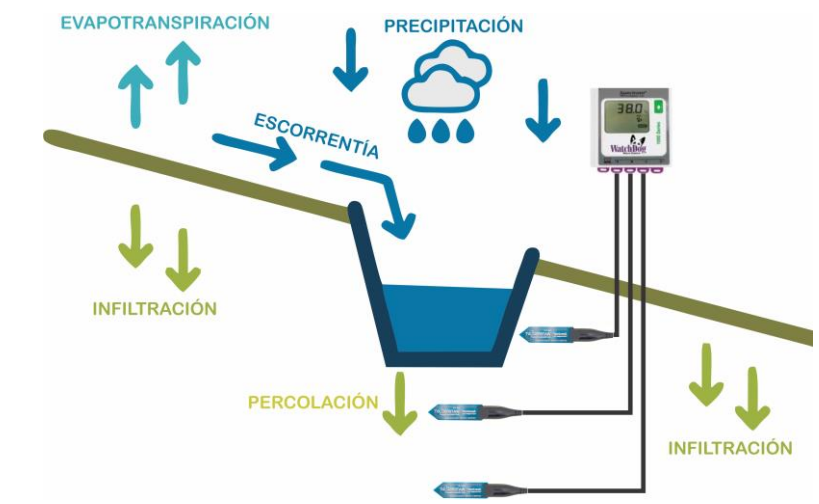 EVAPOTRANSPIRACIÓN
PRECIPITACIÓN
ESCORRENTÍA
38.0
WatchDog
INFILTRACIÓN
PERCOLACIÓN
INFILTRACIÓN